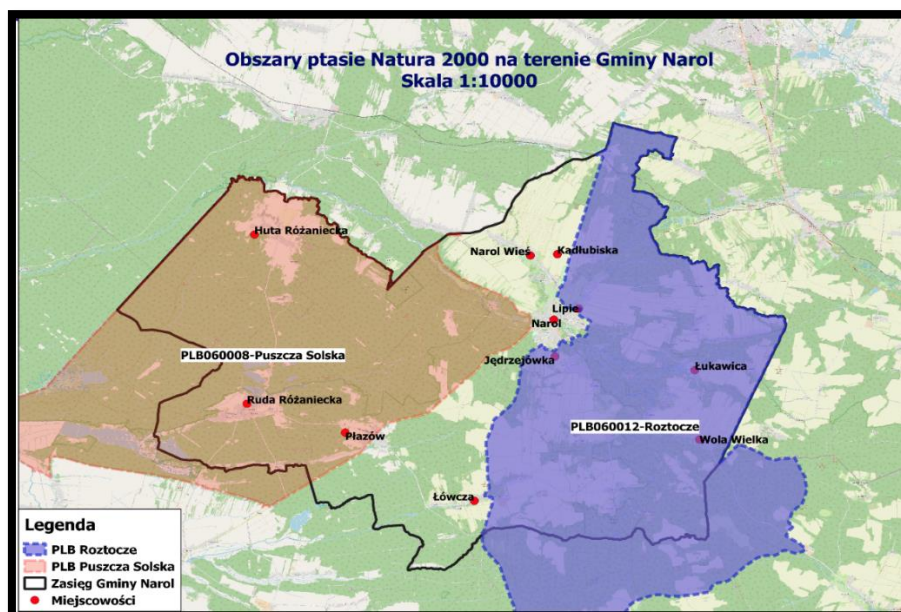 Obszary ptasie Natura 2000 na terenie Gminy Narol
Skala 1:10000
Huta Różaniecka
Narol Wieś
Kadłubiska
Lipie
Narol
PLB060008-Puszcza Solska
Jędrzejówka
Łukawica
Ruda Różaniecka
PLB060012-Roztocze
Płazów
Wola Wielka
Łówcza
Legenda
PLB Roztocze
PLB Puszcza Solska
Zasięg Gminy Narol
Miejscowości